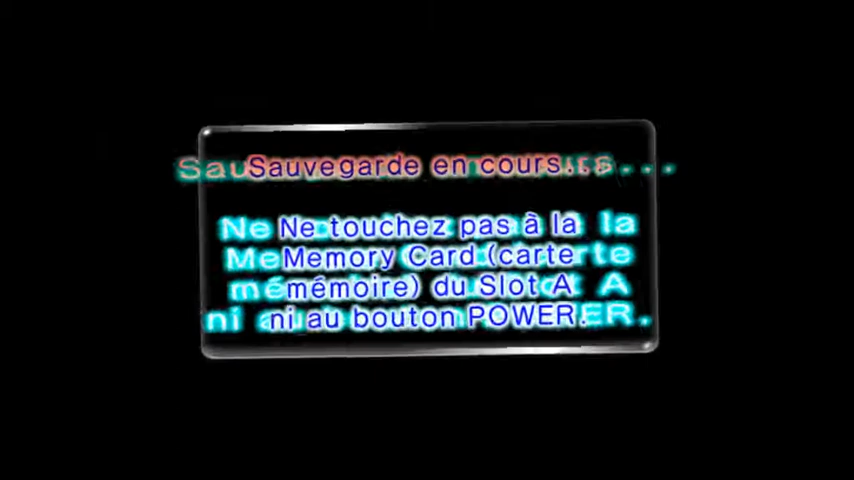 Sauvegarde en cours...
Ne touchez pas à la
Memory Card (carte
mémoire) du Slot A
ni au bouton POWER.